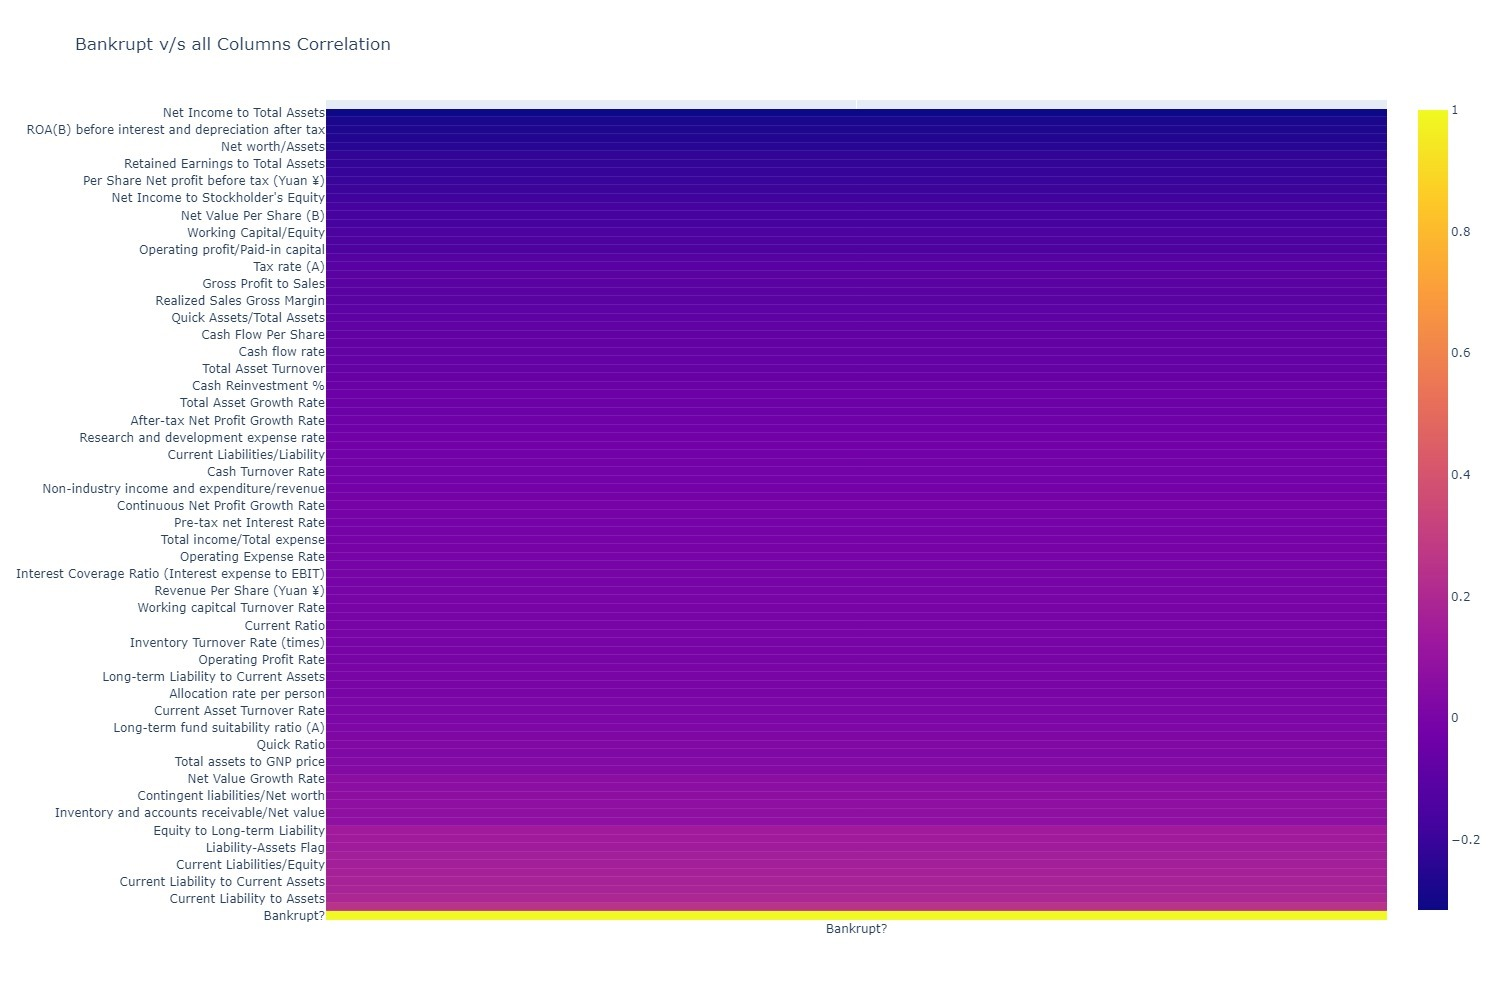 Bankrupt v/s all Columns Correlation
Net Income to Total Assets
ROA(B) before interest and depreciation after tax
Net worth/Assets
Retained Earnings to Total Assets
Per Share Net profit before tax (Yuan ¥)
Net Income to Stockholder's Equity
Net Value Per Share (B)
Working Capital/Equity
Operating profit/Paid-in capital
Tax rate (A)
Gross Profit to Sales
Realized Sales Gross Margin
Quick Assets/Total Assets
Cash Flow Per Share
Cash flow rate
Total Asset Turnover
Cash Reinvestment %
Total Asset Growth Rate
After-tax Net Profit Growth Rate
Research and development expense rate
Current Liabilities/Liability
Cash Turnover Rate
Non-industry income and expenditure/revenue
Continuous Net Profit Growth Rate
Pre-tax net Interest Rate
Total income/Total expense
Operating Expense Rate
Interest Coverage Ratio (Interest expense to EBIT)
Revenue Per Share (Yuan ¥)
Working capitcal Turnover Rate
Current Ratio
Inventory Turnover Rate (times)
Operating Profit Rate
Long-term Liability to Current Assets
Allocation rate per person
Current Asset Turnover Rate
Long-term fund suitability ratio (A)
Quick Ratio
Total assets to GNP price
Net Value Growth Rate
Contingent liabilities/Net worth
Inventory and accounts receivable/Net value
Equity to Long-term Liability
Liability-Assets Flag
Current Liabilities/Equity
Current Liability to Current Assets
Current Liability to Assets
Bankrupt?
Bankrupt?
1
0.8
0.6
0.4
0.2
0
−0.2